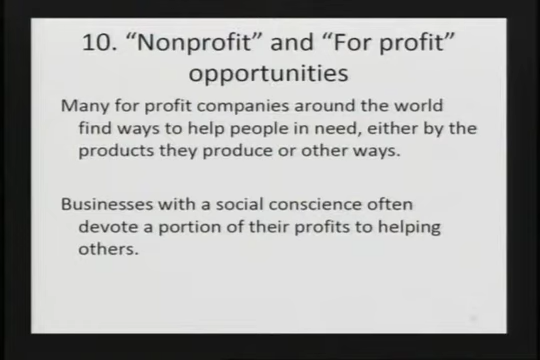 10. “Nonprofit” and “For profit”
opportunities
Many for profit companies around the world
find ways to help people in need, either by the
products they produce or other ways.
Businesses with a social conscience often
devote a portion of their profits to helping
others.